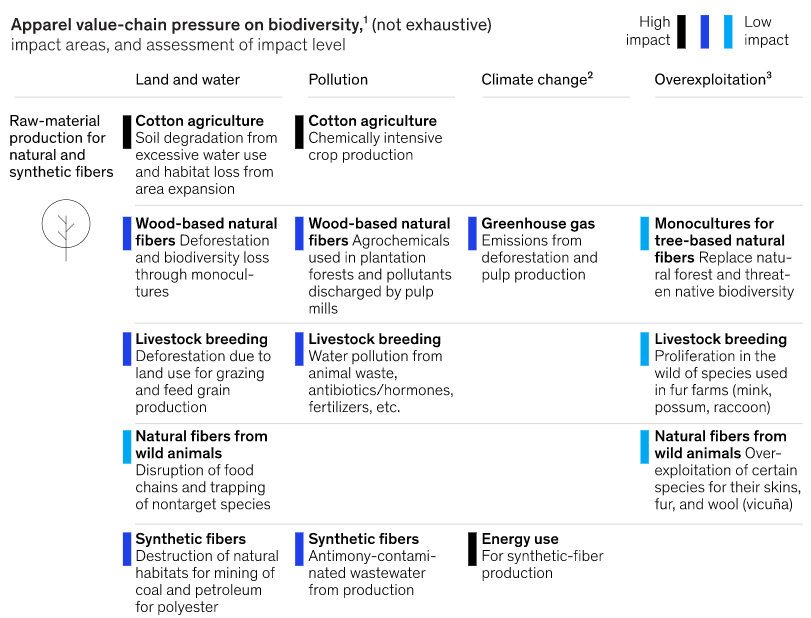 Apparel value-chain pressure on biodiversity,¹ (not exhaustive)
impact areas, and assessment of impact level
High
impact
Low
impact
Land and water
Pollution
Climate change²
Overexploitation³
Raw-material
production for
natural and
synthetic fibers
Cotton agriculture
Soil degradation from
excessive water use
and habitat loss from
area expansion
Cotton agriculture
Chemically intensive
crop production
Wood-based natural
fibers Deforestation
and biodiversity loss
through monocul-
tures
Wood-based natural
fibers Agrochemicals
used in plantation
forests and pollutants
discharged by pulp
mills
Greenhouse gas
Emissions from
deforestation and
pulp production
Monocultures for
tree-based natural
fibers Replace natu-
ral forest and threat-
en native biodiversity
Livestock breeding
Deforestation due to
land use for grazing
and feed grain
production
Livestock breeding
Water pollution from
animal waste,
antibiotics/hormones,
fertilizers, etc.
Livestock breeding
Proliferation in the
wild of species used
in fur farms (mink,
possum, raccoon)
Natural fibers from
wild animals
Disruption of food
chains and trapping
of nontarget species
Natural fibers from
wild animals Over-
exploitation of certain
species for their skins,
fur, and wool (vicuña)
Synthetic fibers
Destruction of natural
habitats for mining of
coal and petroleum
for polyester
Synthetic fibers
Antimony-contami-
nated wastewater
from production
Energy use
For synthetic-fiber
production